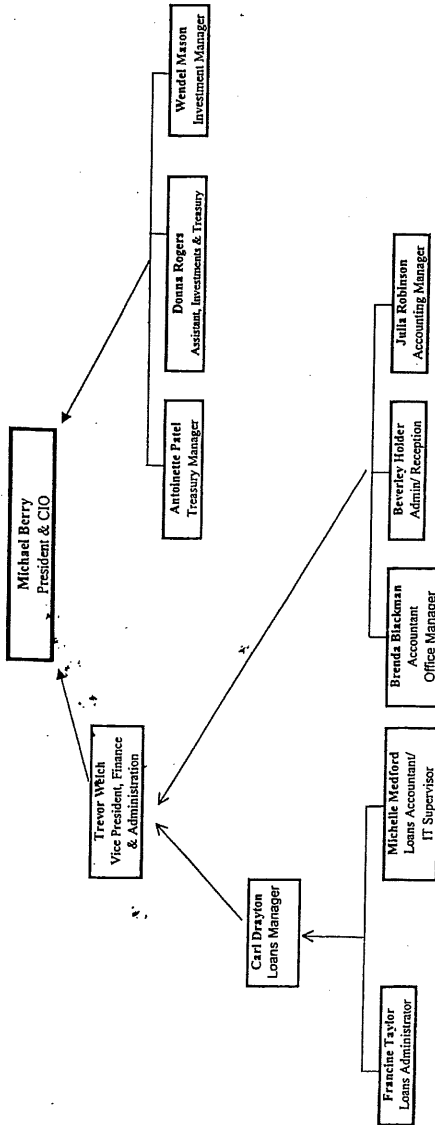 Michael Berry
President & CIO
Trevor Welch
Vice President, Finance
& Administration
Antoinette Patel
Treasury Manager
Donna Rogers
Assistant, Investments & Treasury
Wendel Mason
Investment Manager
Carl Drayton
Loans Manager
Francine Taylor
Loans Administrator
Michelle Medford
Loans Accountant/
IT Supervisor
Brenda Blackman
Accountant
Office Manager
Beverley Holder
Admin/ Reception
Julia Robinson
Accounting Manager